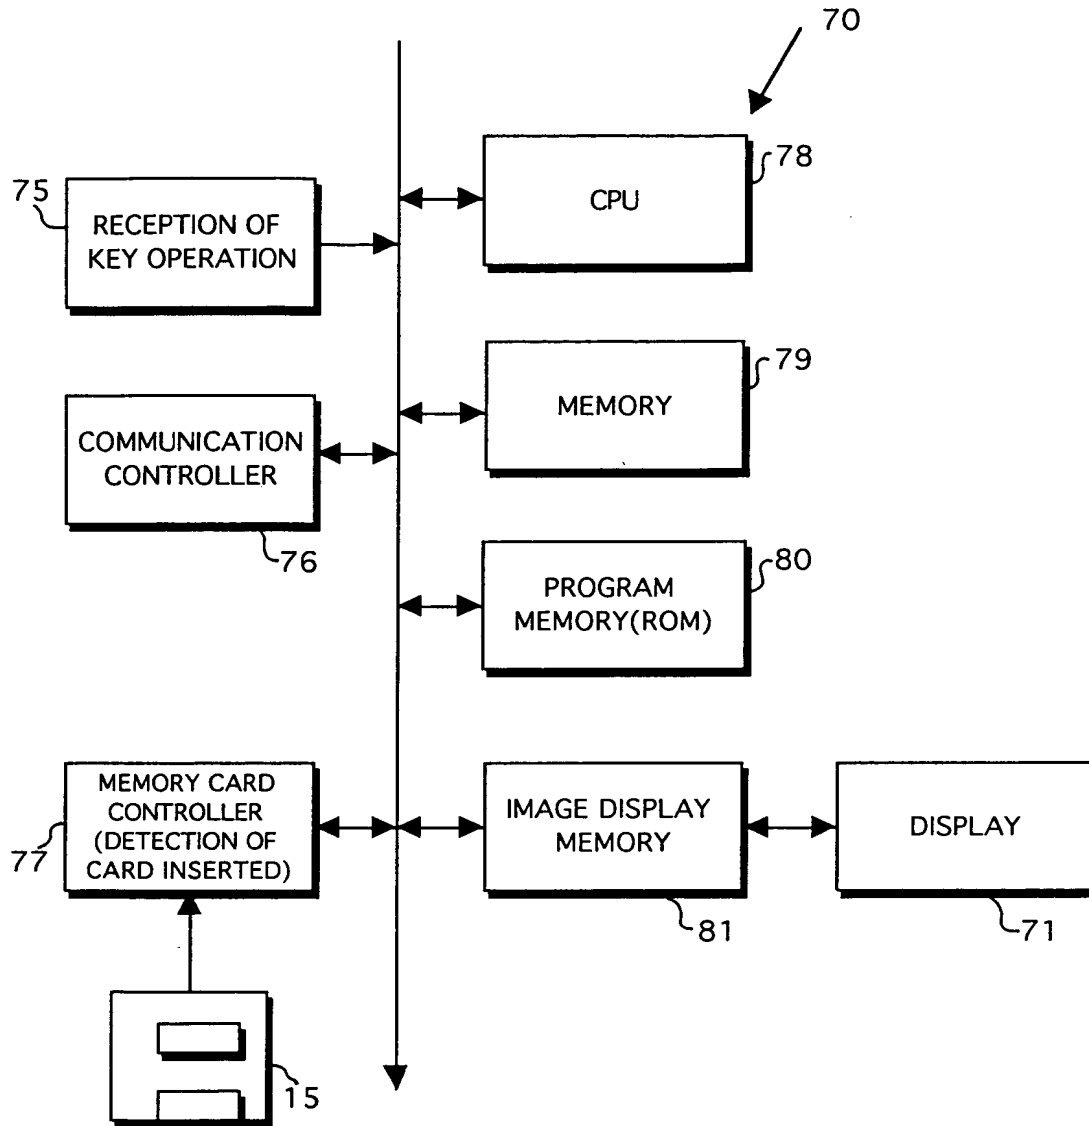 70
78
CPU
75
RECEPTION OF
KEY OPERATION
79
MEMORY
COMMUNICATION
CONTROLLER
76
80
PROGRAM
MEMORY(ROM)
MEMORY CARD
CONTROLLER
(DETECTION OF
CARD INSERTED)
77
IMAGE DISPLAY
MEMORY
81
DISPLAY
71
15